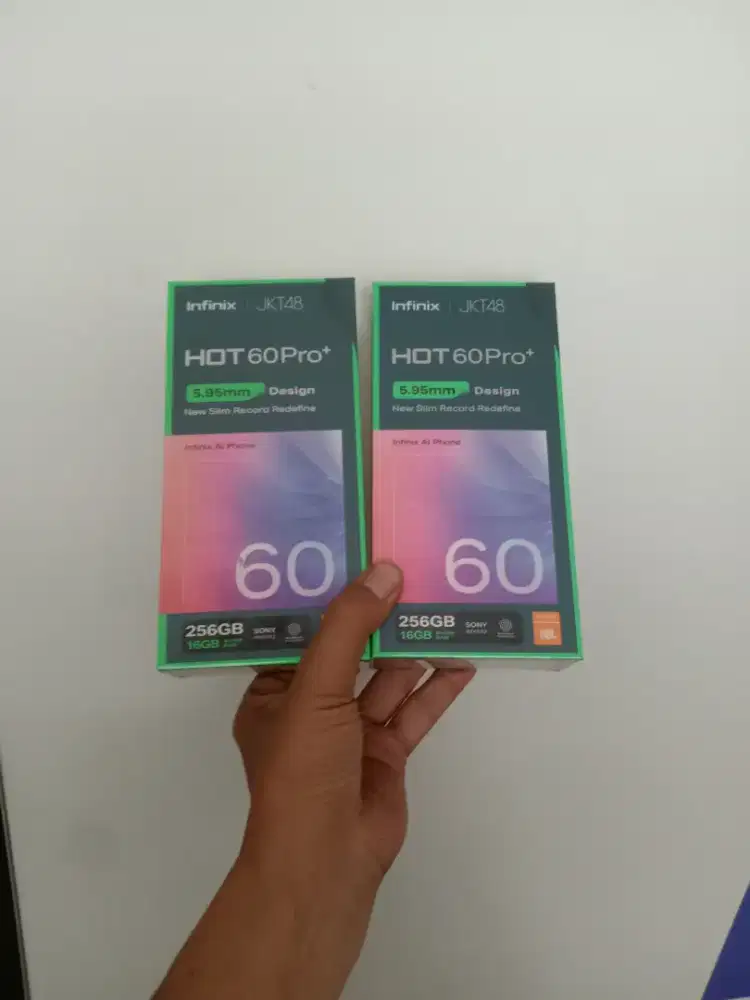 Infinix | JKT48
HOT 60 Pro+
5.95mm Design
New Slim Record Redefine
Infinix AI Phone
60
256GB
16GB
SONY
Infinix | JKT48
HOT 60 Pro+
5.95mm Design
New Slim Record Redefine
Infinix AI Phone
60
256GB
16GB
SONY
JBL